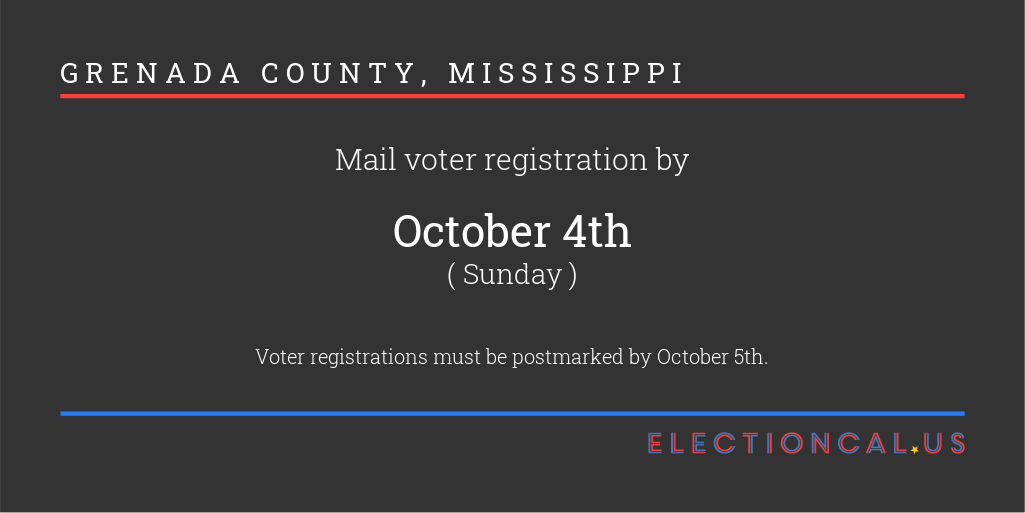 GRENADA COUNTY, MISSISSIPPI
Mail voter registration by
October 4th
( Sunday )
Voter registrations must be postmarked by October 5th.
ELECTIONCAL.US